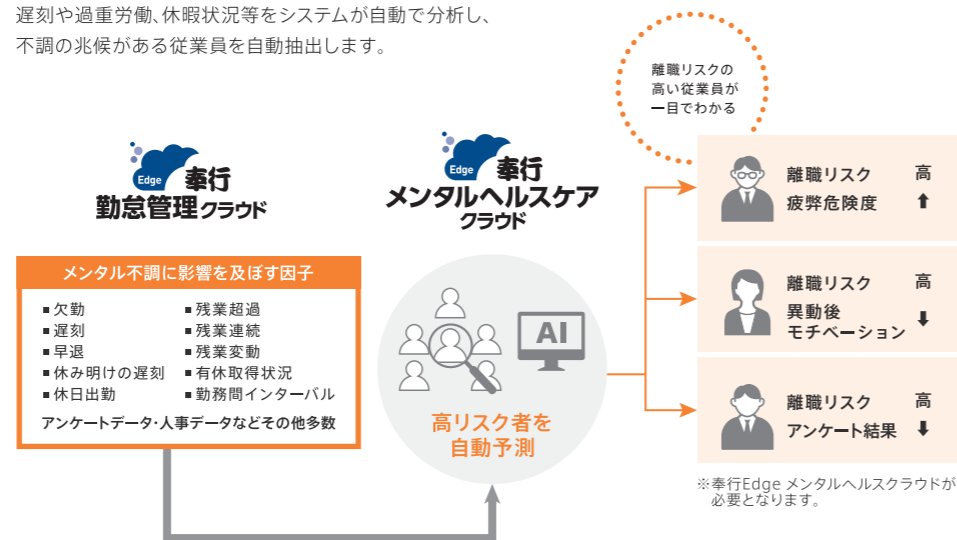 遅刻や過重労働、休暇状況等をシステムが自動で分析し、
不調の兆候がある従業員を自動抽出します。
離職リスクの
高い従業員が
一目でわかる
Edge 奉行
勤怠管理クラウド
Edge 奉行
メンタルヘルスケア
クラウド
メンタル不調に影響を及ぼす因子
■欠勤
■遅刻
■早退
■休み明けの遅刻
■休日出勤
■残業超過
■残業連続
■残業変動
■有休取得状況
■勤務間インターバル
アンケートデータ・人事データなどその他多数
AI
高リスク者を
自動予測
離職リスク 高
疲弊危険度 ⬆
離職リスク 高
異動後
モチベーション ⬇
離職リスク 高
アンケート結果 ⬇
※奉行Edge メンタルヘルスクラウドが
必要となります。